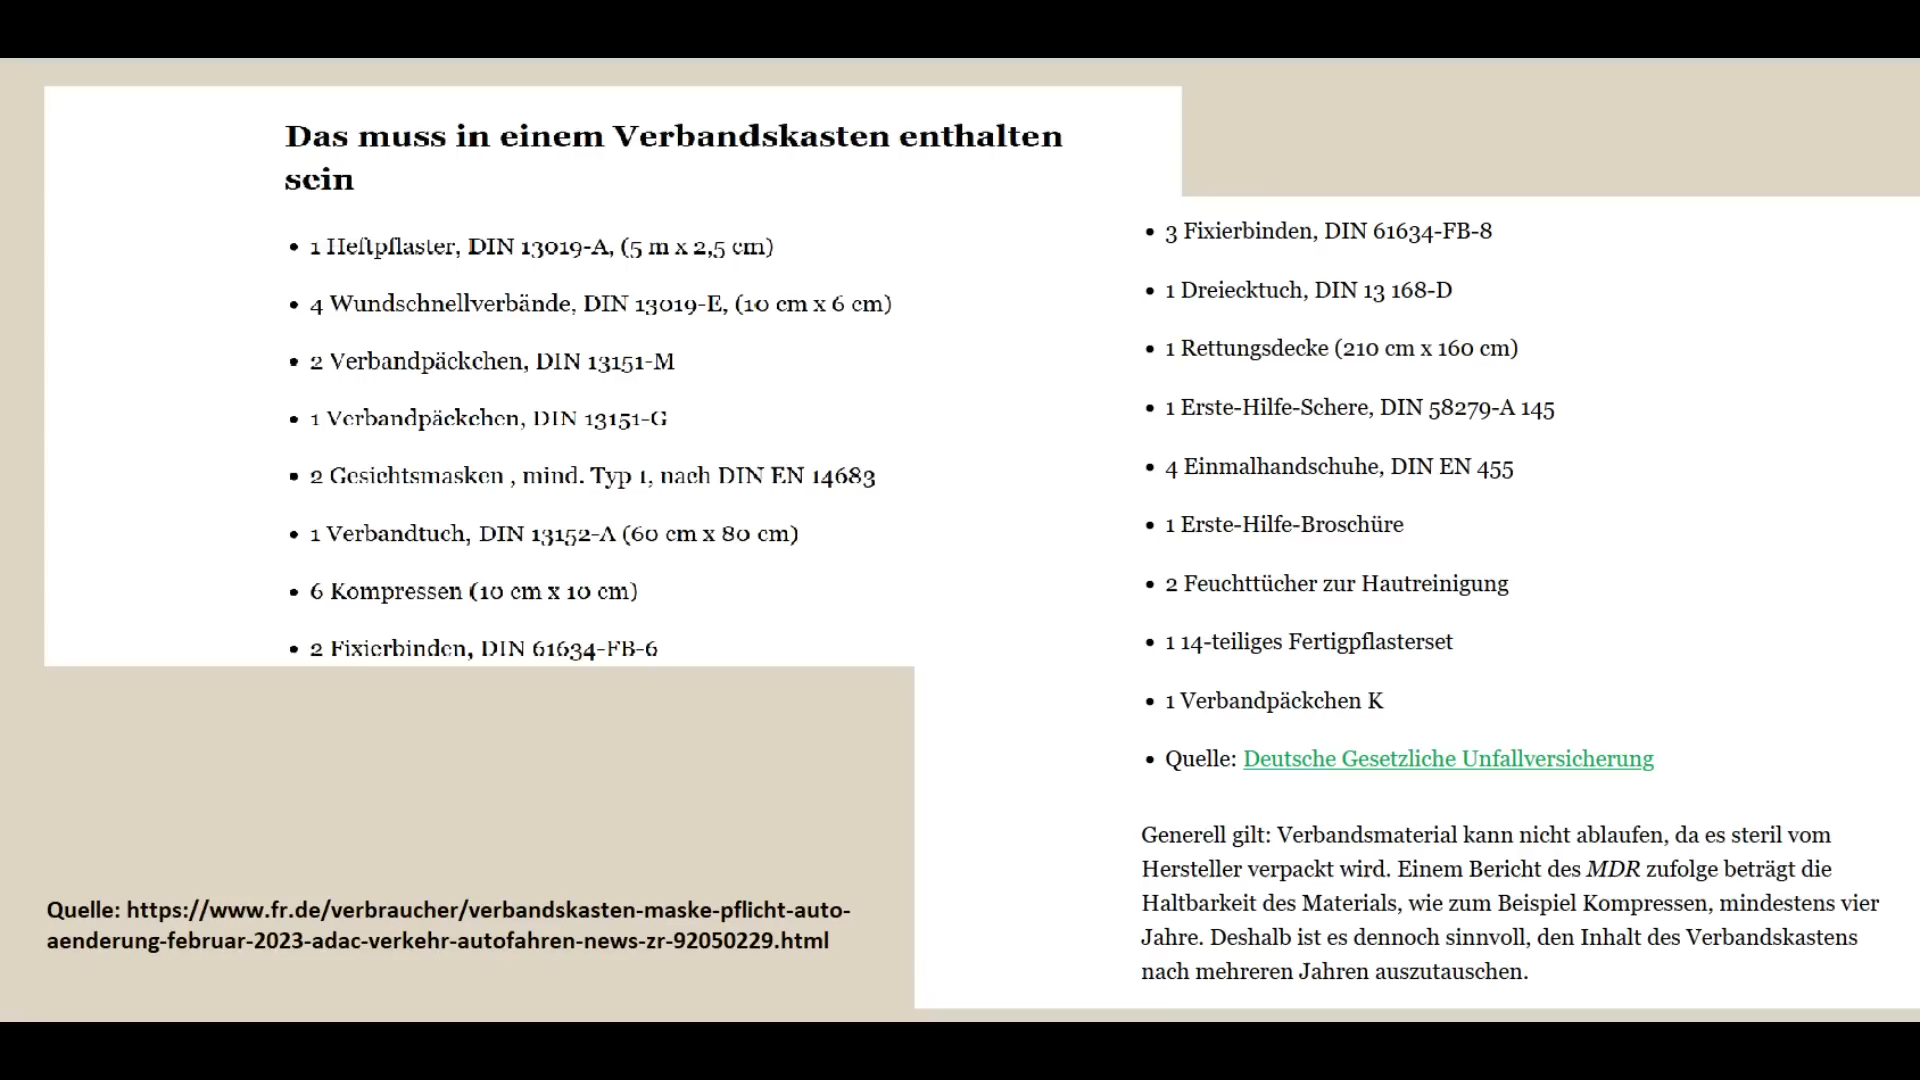 Das muss in einem Verbandskasten enthalten
sein
• 1 Heftpflaster, DIN 13019-A, (5 m x 2,5 cm)
• 4 Wundschnellverbände, DIN 13019-E, (10 cm x 6 cm)
• 2 Verbandpäckchen, DIN 13151-M
• 1 Verbandpäckchen, DIN 13151-G
• 2 Gesichtsmasken , mind. Typ 1, nach DIN EN 14683
• 1 Verbandtuch, DIN 13152-A (60 cm x 80 cm)
• 6 Kompressen (10 cm x 10 cm)
• 2 Fixierbinden, DIN 61634-FB-6
• 3 Fixierbinden, DIN 61634-FB-8
• 1 Dreiecktuch, DIN 13 168-D
• 1 Rettungsdecke (210 cm x 160 cm)
• 1 Erste-Hilfe-Schere, DIN 58279-A 145
• 4 Einmalhandschuhe, DIN EN 455
• 1 Erste-Hilfe-Broschüre
• 2 Feuchttücher zur Hautreinigung
• 1 14-teiliges Fertigpflasterset
• 1 Verbandpäckchen K
• Quelle: Deutsche Gesetzliche Unfallversicherung
Generell gilt: Verbandsmaterial kann nicht ablaufen, da es steril vom
Hersteller verpackt wird. Einem Bericht des MDR zufolge beträgt die
Haltbarkeit des Materials, wie zum Beispiel Kompressen, mindestens vier
Jahre. Deshalb ist es dennoch sinnvoll, den Inhalt des Verbandskastens
nach mehreren Jahren auszutauschen.
Quelle: https://www.fr.de/verbraucher/verbandskasten-maske-pflicht-auto-
aenderung-februar-2023-adac-verkehr-autofahren-news-zr-92050229.html